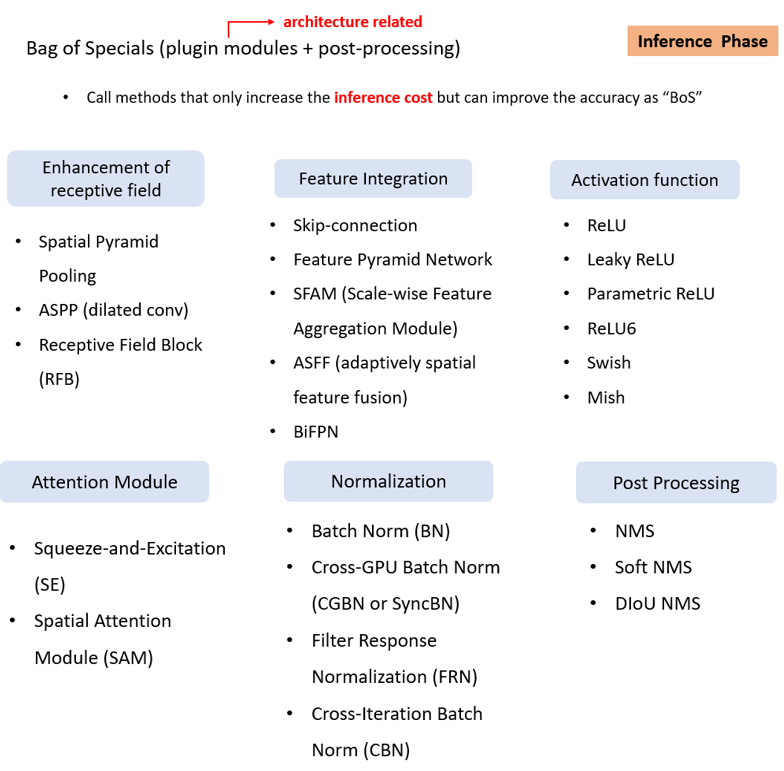 architecture related
Bag of Specials (plugin modules + post-processing)
Inference Phase
• Call methods that only increase the inference cost but can improve the accuracy as “BoS”
Enhancement of
receptive field
• Spatial Pyramid
Pooling
• ASPP (dilated conv)
• Receptive Field Block
(RFB)
Feature Integration
• Skip-connection
• Feature Pyramid Network
• SFAM (Scale-wise Feature
Aggregation Module)
• ASFF (adaptively spatial
feature fusion)
• BiFPN
Activation function
• ReLU
• Leaky ReLU
• Parametric ReLU
• ReLU6
• Swish
• Mish
Attention Module
• Squeeze-and-Excitation
(SE)
• Spatial Attention
Module (SAM)
Normalization
• Batch Norm (BN)
• Cross-GPU Batch Norm
(CGBN or SyncBN)
• Filter Response
Normalization (FRN)
• Cross-Iteration Batch
Norm (CBN)
Post Processing
• NMS
• Soft NMS
• DIoU NMS